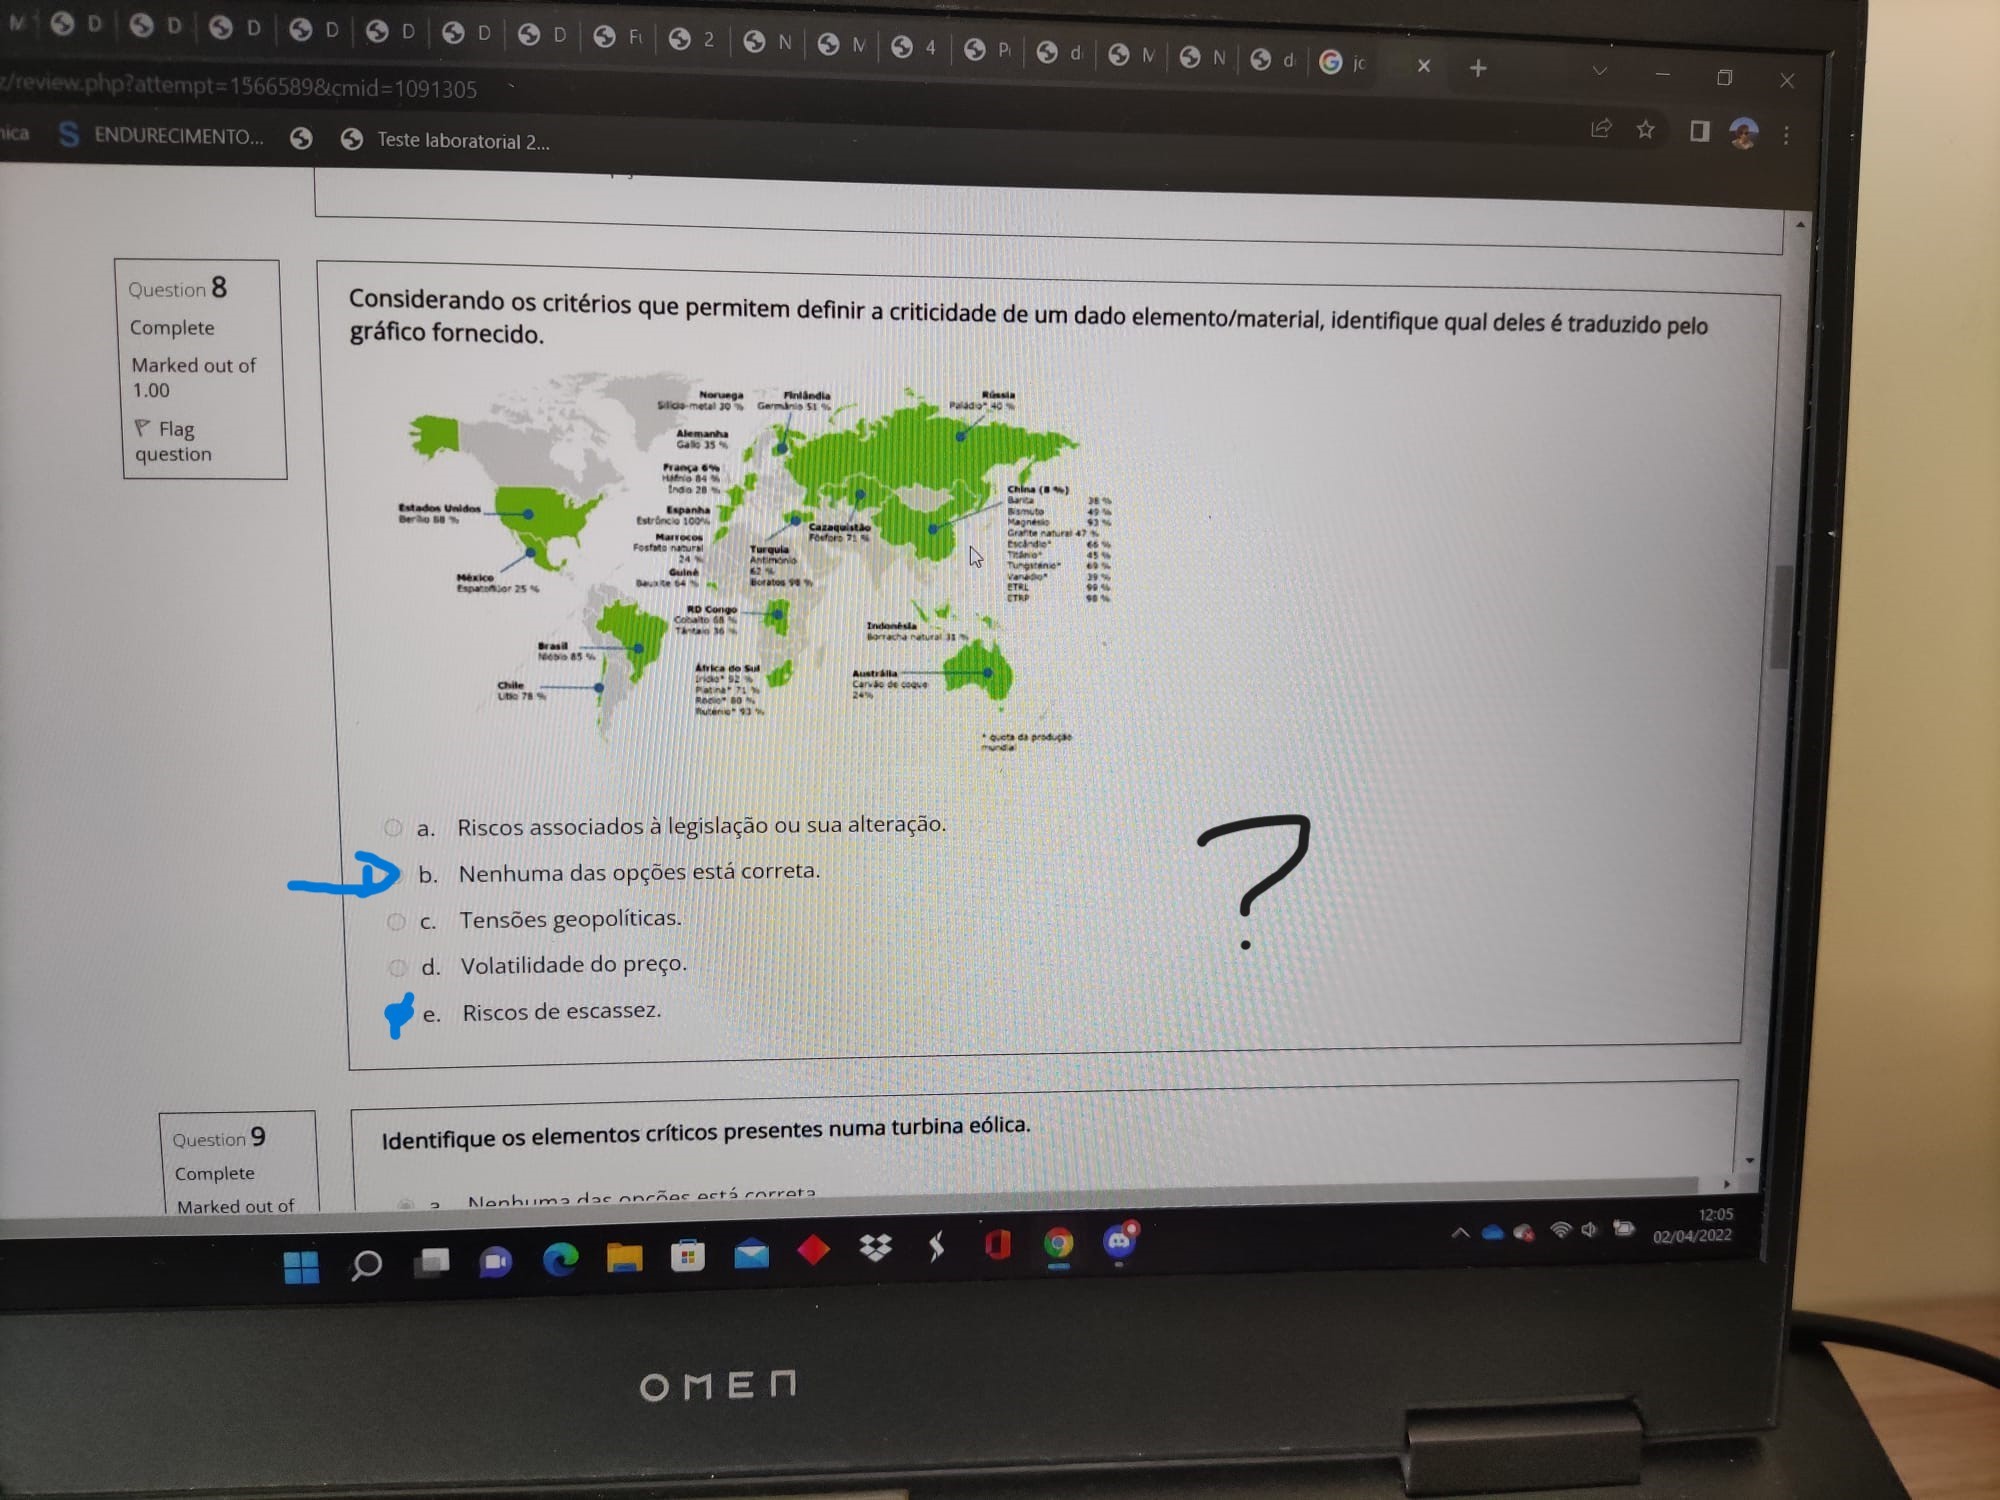 M D D D D D D D Fi 2 N M 4 P d M N d jc
z/review.php?attempt=1566589&cmid=1091305
nica ENDURECIMENTO... Teste laboratorial 2...
Question 8
Complete
Marked out of
1.00
Flag
question
Considerando os critérios que permitem definir a criticidade de um dado elemento/material, identifique qual deles é traduzido pelo
gráfico fornecido.
Noruega
Silício-metal 30 %
Finlândia
Germânio 51 %
Rússia
Paládio* 40 %
Alemanha
Gálio 35 %
França 6%
Háfnio 84 %
Índio 28 %
Espanha
Estrôncio 100%
Marrocos
Fosfato natural
24 %
Guiné
Bauxite 64 %
Estados Unidos
Berílio 88 %
México
Espatoflúor 25 %
Turquia
Antimónio
62 %
Boratos 98 %
Cazaquistão
Fósforo 71 %
China (8 %)
Barita 38 %
Bismuto 49 %
Magnésio 93 %
Grafite natural 47 %
Escândio* 66 %
Titânio* 45 %
Tungsténio* 69 %
Vanádio* 39 %
ETRL 99 %
ETRP 98 %
RD Congo
Cobalto 68 %
Tântalo 36 %
Indonésia
Borracha natural 31 %
Brasil
Nióbio 85 %
Chile
Lítio 78 %
África do Sul
Irídio* 92 %
Platina* 71 %
Ródio* 80 %
Ruténio* 93 %
Austrália
Carvão de coque
24%
* quota da produção
mundial
a. Riscos associados à legislação ou sua alteração.
b. Nenhuma das opções está correta.
c. Tensões geopolíticas.
d. Volatilidade do preço.
e. Riscos de escassez.
?
Question 9
Complete
Marked out of
Identifique os elementos críticos presentes numa turbina eólica.
a Nenhuma das opções está correta
12:05
02/04/2022
OMEN